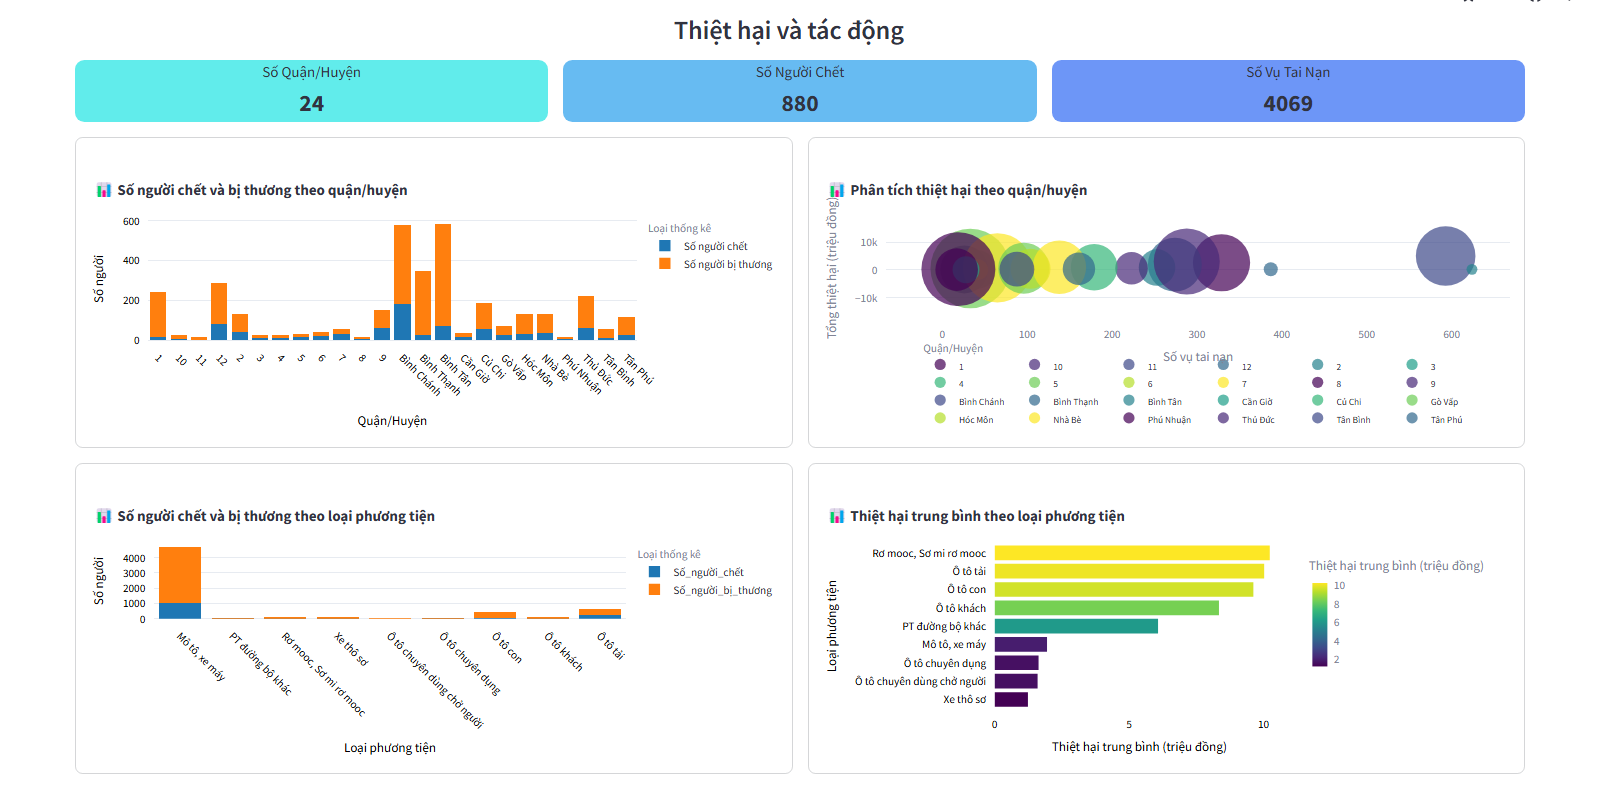 Thiệt hại và tác động
Số Quận/Huyện
24
Số Người Chết
880
Số Vụ Tai Nạn
4069
📊 Số người chết và bị thương theo quận/huyện
Số người
600
400
200
0
1
10
11
12
2
3
4
5
6
7
8
9
Bình Chánh
Bình Thạnh
Bình Tân
Cần Giờ
Củ Chi
Gò Vấp
Hóc Môn
Nhà Bè
Phú Nhuận
Thủ Đức
Tân Bình
Tân Phú
Quận/Huyện
Loại thống kê
Số người chết
Số người bị thương
📊 Phân tích thiệt hại theo quận/huyện
Tổng thiệt hại (triệu đồng)
10k
0
−10k
0 100 200 300 400 500 600
Số vụ tai nạn
Quận/Huyện
1 10 11 12 2 3
4 5 6 7 8 9
Bình Chánh Bình Thạnh Bình Tân Cần Giờ Củ Chi Gò Vấp
Hóc Môn Nhà Bè Phú Nhuận Thủ Đức Tân Bình Tân Phú
📊 Số người chết và bị thương theo loại phương tiện
Số người
4000
3000
2000
1000
0
Mô tô, xe máy
PT đường bộ khác
Rơ mooc, Sơ mi rơ mooc
Xe thô sơ
Ô tô chuyên dùng chở người
Ô tô chuyên dụng
Ô tô con
Ô tô khách
Ô tô tải
Loại phương tiện
Loại thống kê
Số_người_chết
Số_người_bị_thương
📊 Thiệt hại trung bình theo loại phương tiện
Loại phương tiện
Rơ mooc, Sơ mi rơ mooc
Ô tô tải
Ô tô con
Ô tô khách
PT đường bộ khác
Mô tô, xe máy
Ô tô chuyên dụng
Ô tô chuyên dùng chở người
Xe thô sơ
0 5 10
Thiệt hại trung bình (triệu đồng)
Thiệt hại trung bình (triệu đồng)
10
8
6
4
2